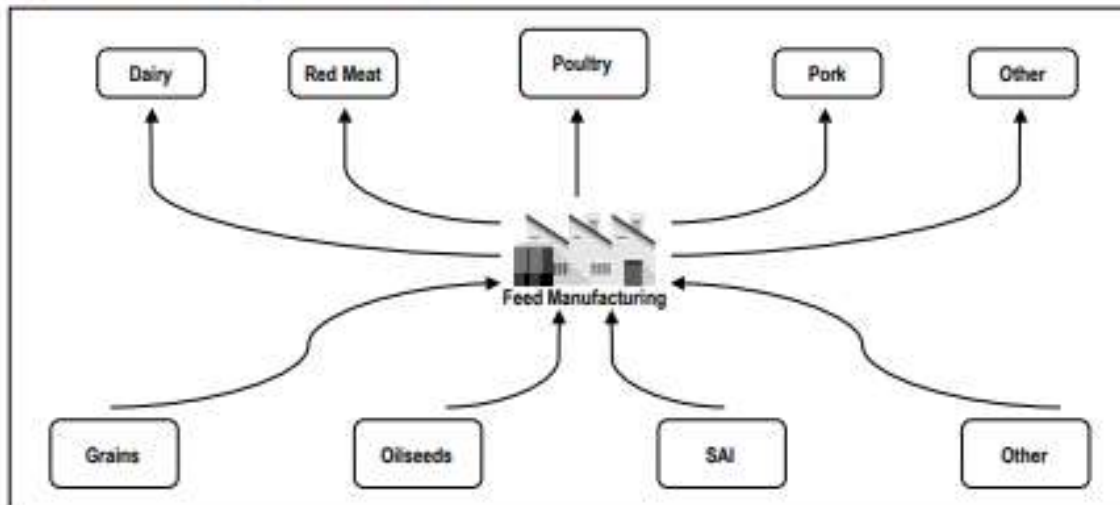 Dairy
Red Meat
Poultry
Pork
Other
Feed Manufacturing
Grains
Oilseeds
SAI
Other